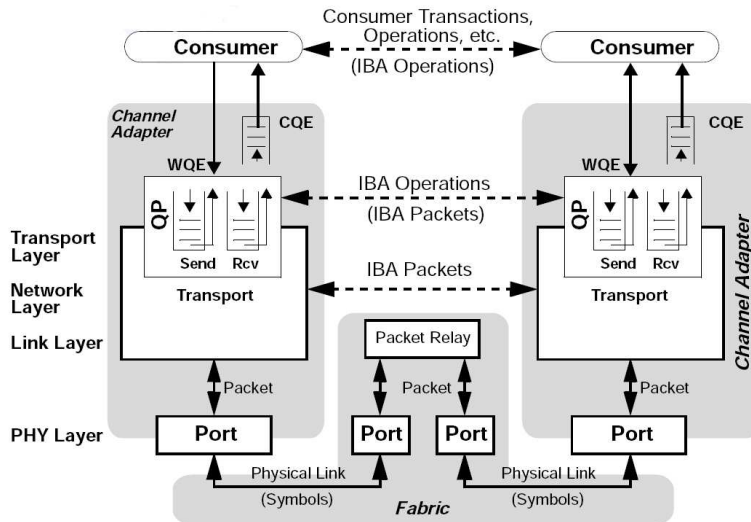 Consumer Transactions,
Operations, etc.
(IBA Operations)
Consumer
Consumer
Channel
Adapter
CQE
WQE
QP
Send
Rcv
Transport
CQE
WQE
QP
Send
Rcv
Transport
Channel Adapter
IBA Operations
(IBA Packets)
IBA Packets
Transport
Layer
Network
Layer
Link Layer
PHY Layer
Packet Relay
Packet
Packet
Packet
Port
Port
Port
Port
Physical Link
(Symbols)
Physical Link
(Symbols)
Fabric